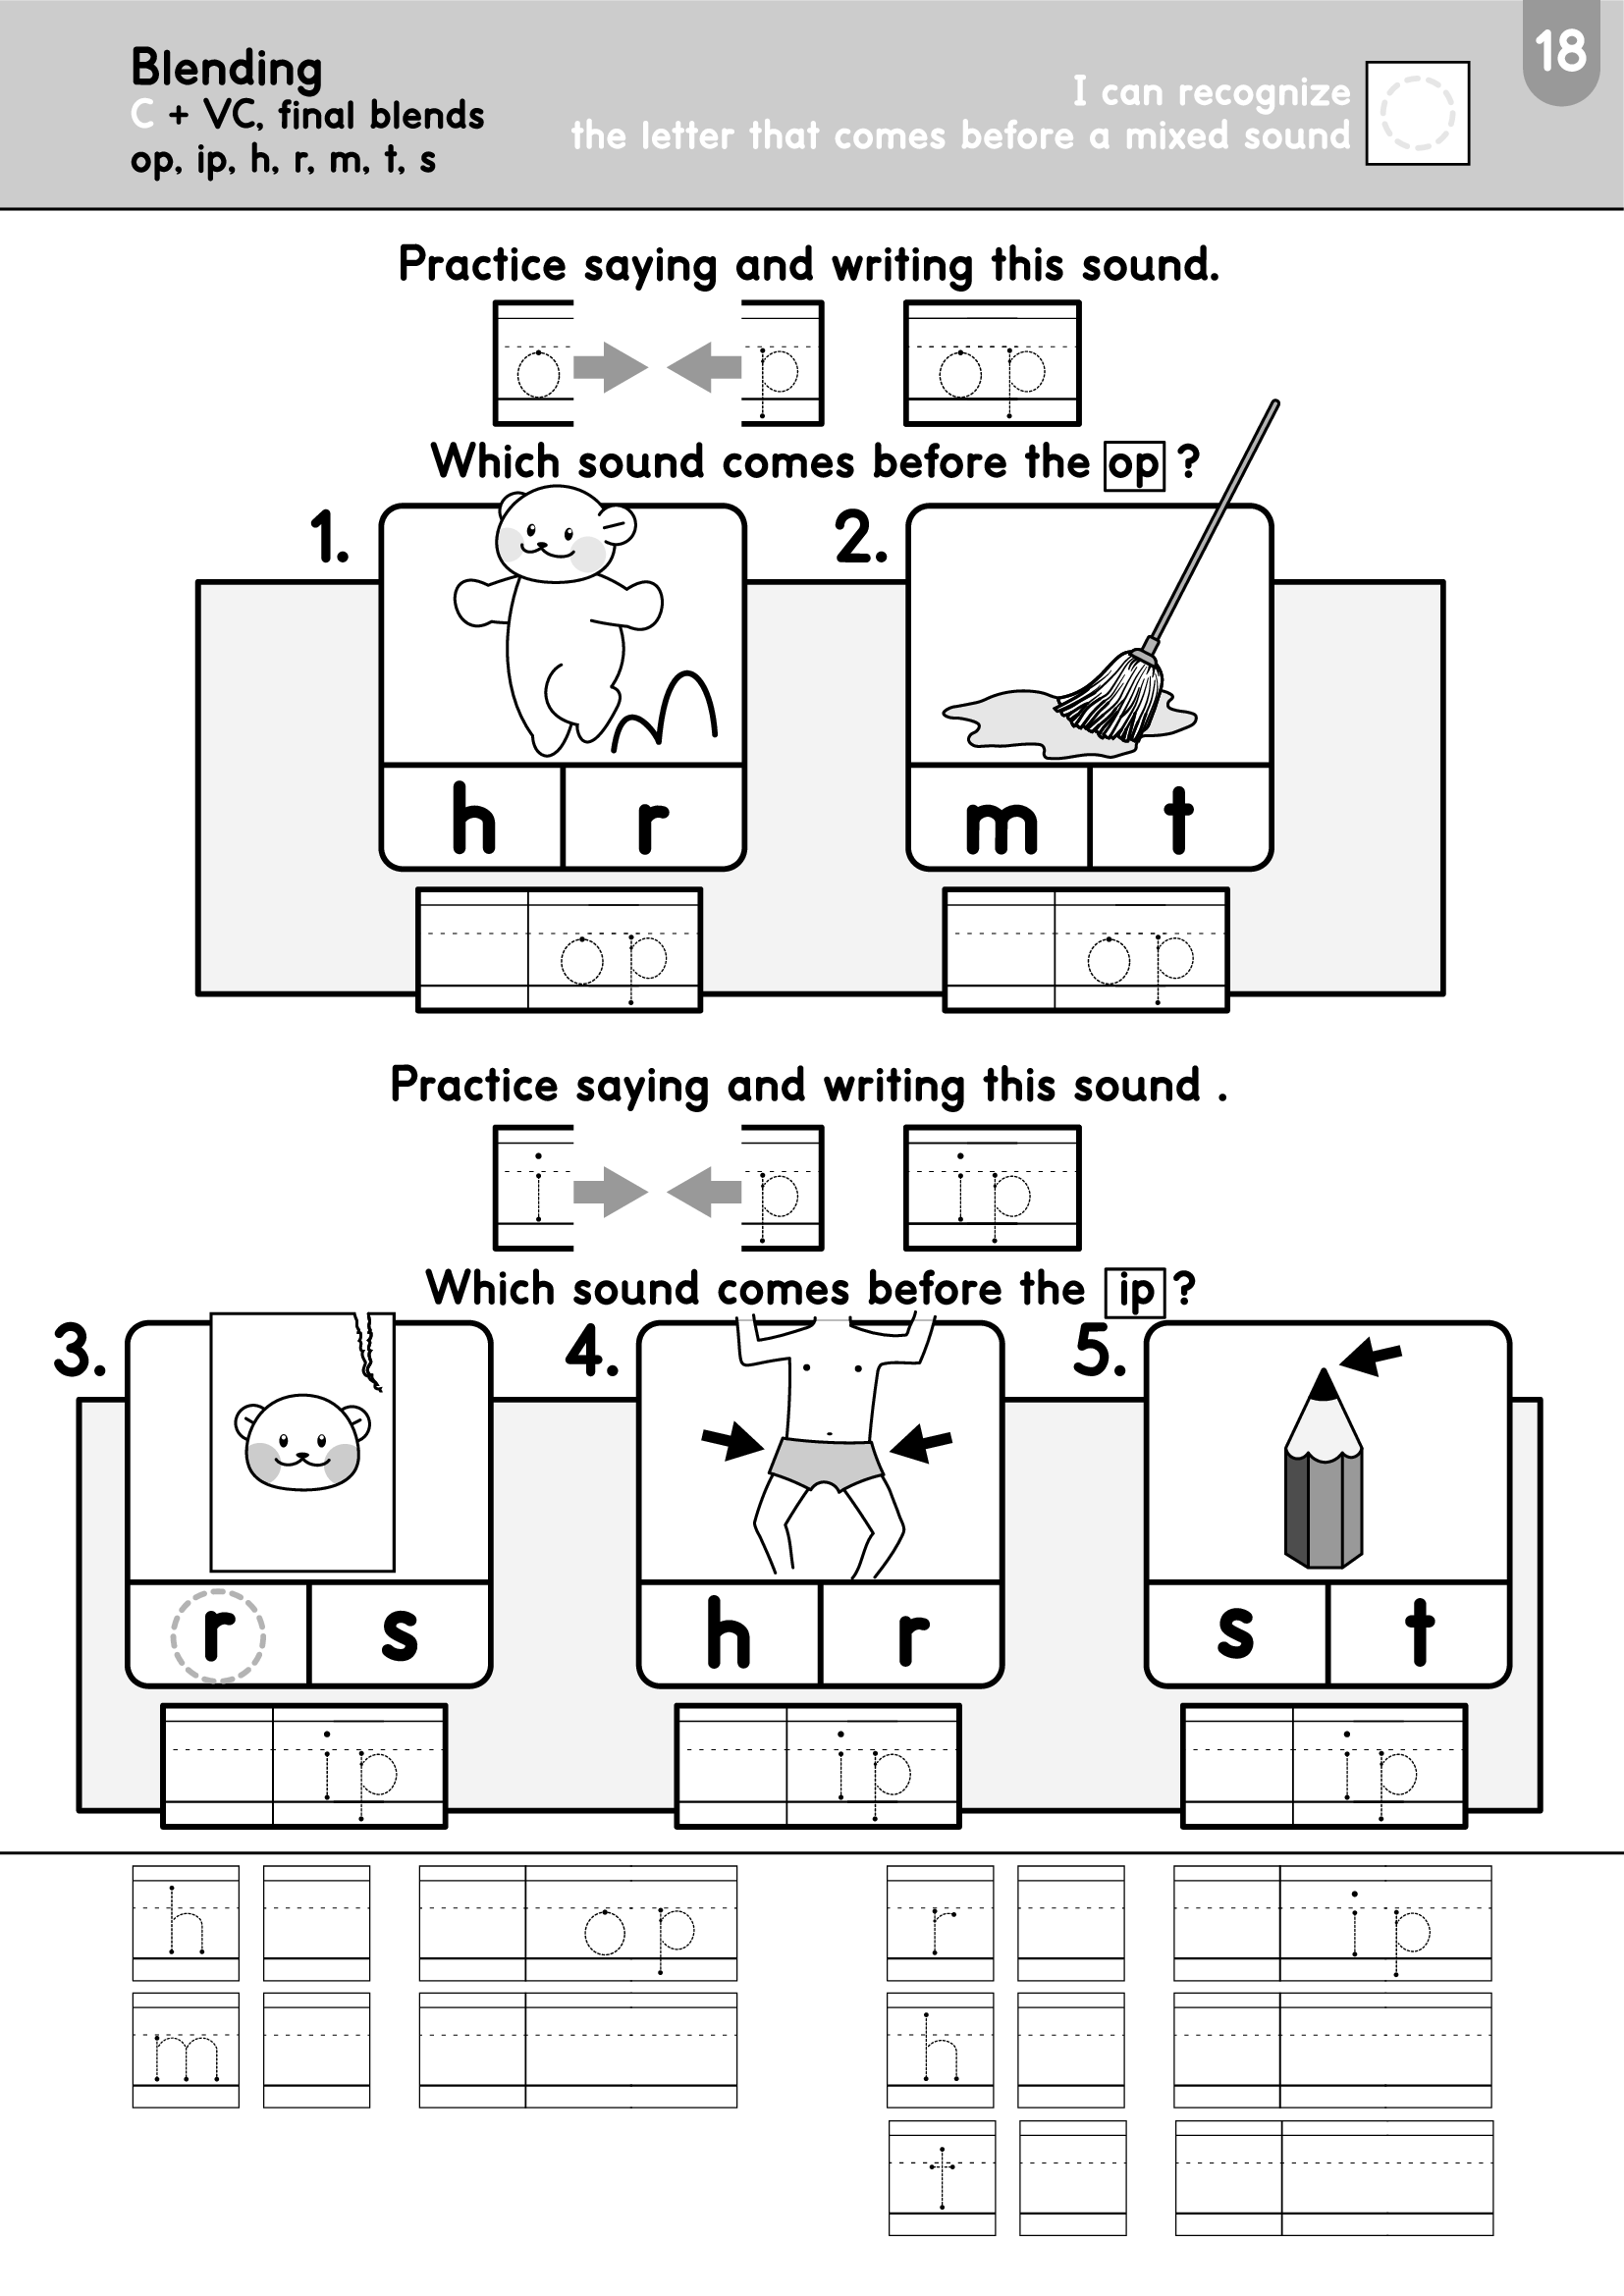 18
Blending
C + VC, final blends
op, ip, h, r, m, t, s
I can recognize
the letter that comes before a mixed sound
Practice saying and writing this sound.
o p op
Which sound comes before the op ?
1. 2.
h r m t
op op
Practice saying and writing this sound .
i p ip
Which sound comes before the ip ?
3. 4. 5.
r s h r s t
ip ip ip
h op r ip
m h
t